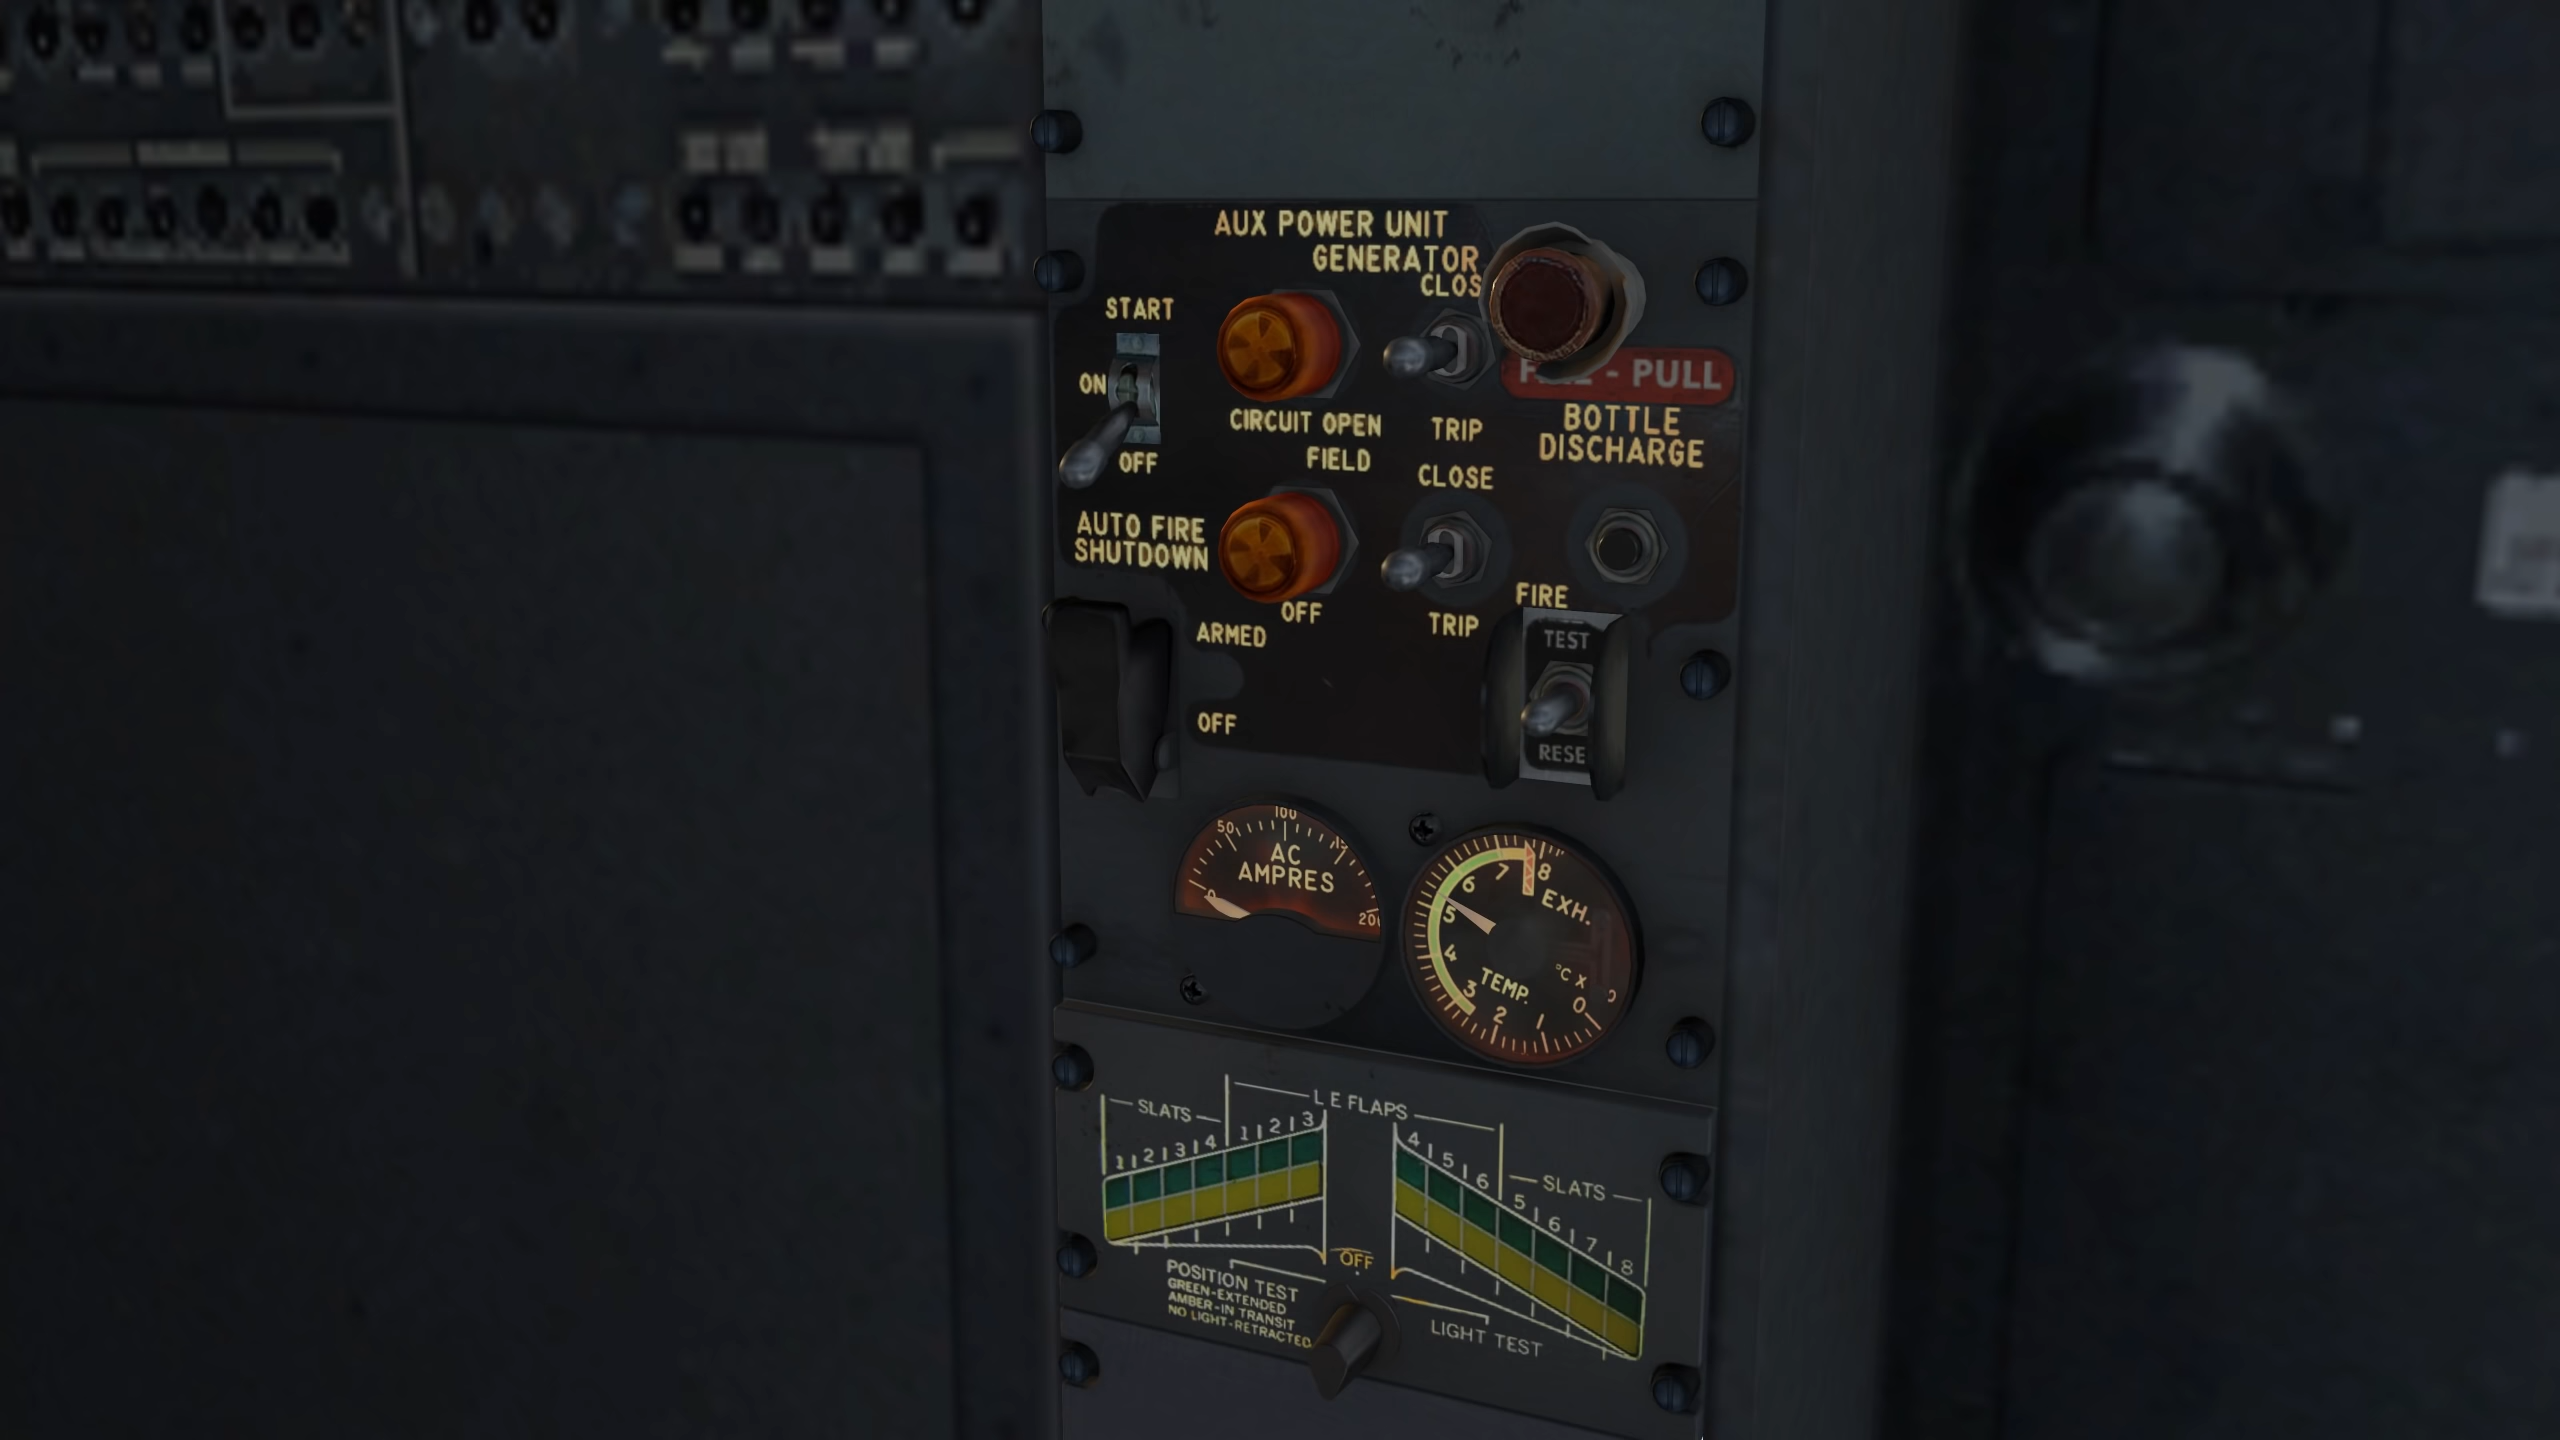 AUX POWER UNIT
GENERATOR
CLOS
START
ON
OFF
CIRCUIT OPEN
TRIP
- PULL
BOTTLE
DISCHARGE
FIELD
CLOSE
AUTO FIRE
SHUTDOWN
OFF
TRIP
FIRE
TEST
RESE
ARMED
OFF
50 100 200
AC
AMPRES
0
0 1 2 3 4 5 6 7 8
EXH.
TEMP.
°C X
SLATS L E FLAPS
1 2 3 4 1 2 3
4 5 6 5 6 7 8
SLATS
OFF
POSITION TEST
GREEN-EXTENDED
AMBER-IN TRANSIT
NO LIGHT-RETRACTED
LIGHT TEST